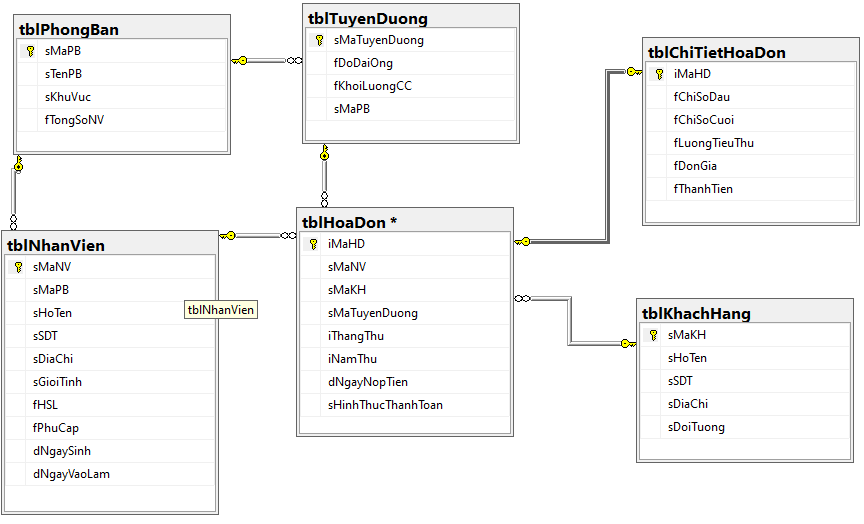 tblPhongBan
sMaPB
sTenPB
sKhuVuc
fTongSoNV
tblTuyenDuong
sMaTuyenDuong
fDoDaiOng
fKhoiLuongCC
sMaPB
tblChiTietHoaDon
iMaHD
fChiSoDau
fChiSoCuoi
fLuongTieuThu
fDonGia
fThanhTien
tblNhanVien
sMaNV
sMaPB
sHoTen
sSDT
sDiaChi
sGioiTinh
fHSL
fPhuCap
dNgaySinh
dNgayVaoLam
tblNhanVien
tblHoaDon *
iMaHD
sMaNV
sMaKH
sMaTuyenDuong
iThangThu
iNamThu
dNgayNopTien
sHinhThucThanhToan
tblKhachHang
sMaKH
sHoTen
sSDT
sDiaChi
sDoiTuong